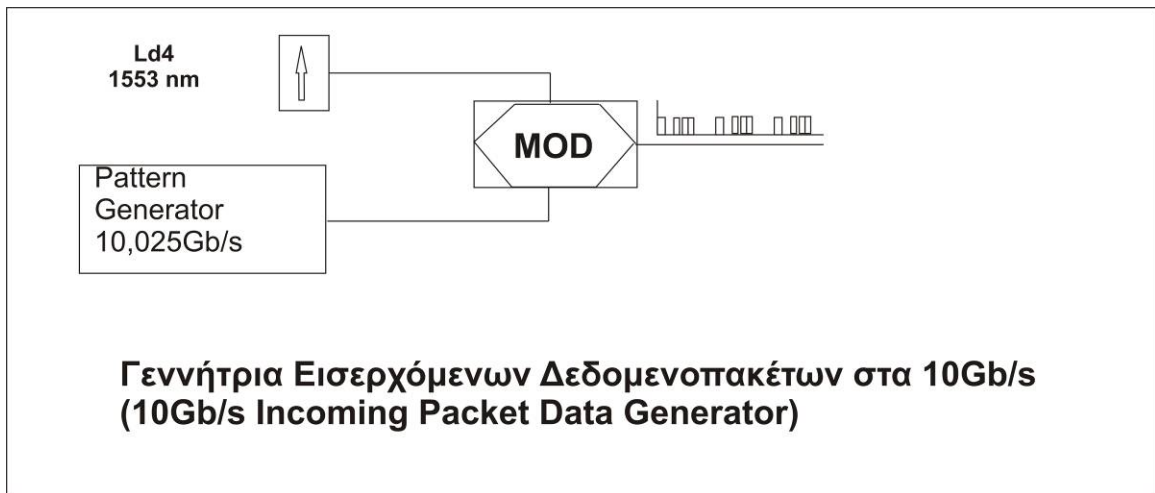 Ld4
1553 nm
MOD
Pattern
Generator
10,025Gb/s
Γεννήτρια Εισερχόμενων Δεδομενοπακέτων στα 10Gb/s
(10Gb/s Incoming Packet Data Generator)